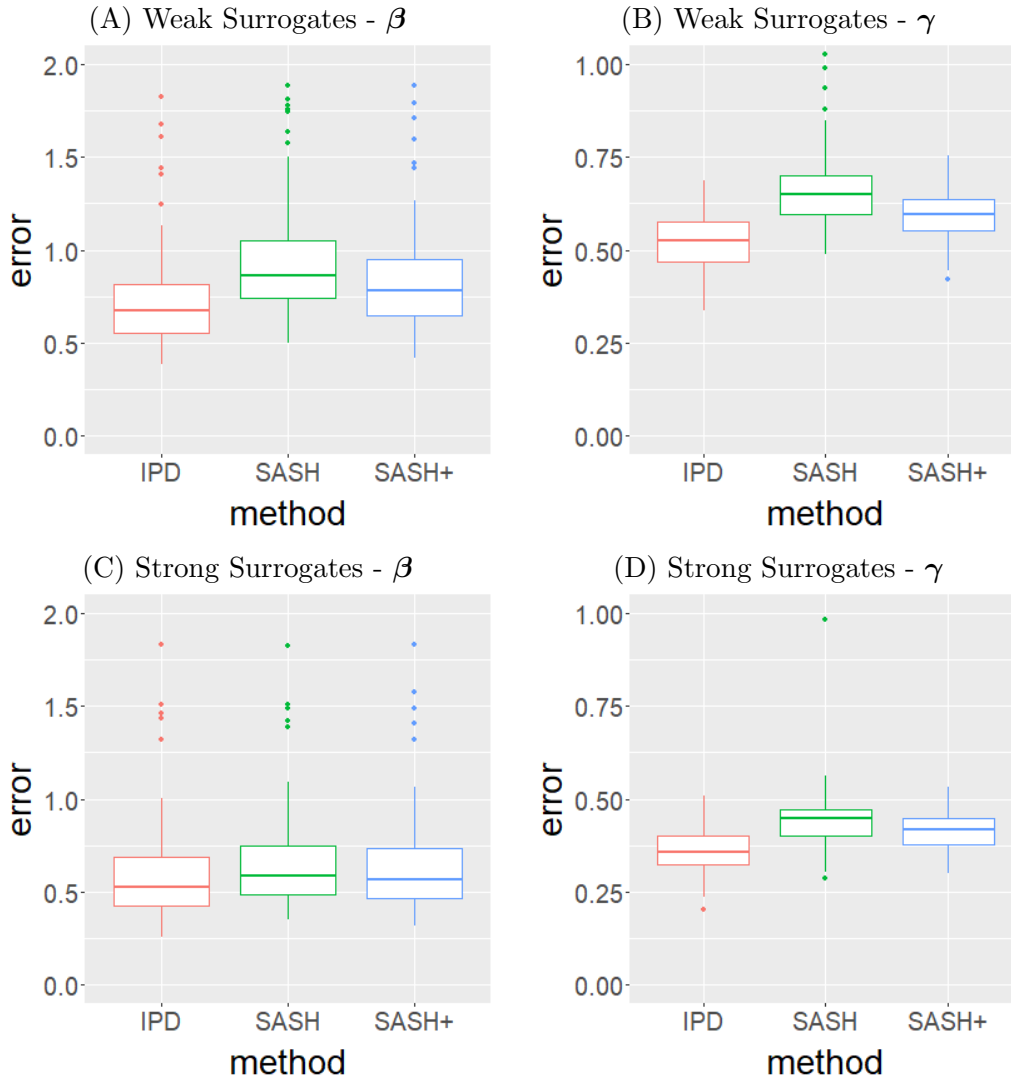 (A) Weak Surrogates - β
2.0
1.5
1.0
0.5
0.0
error
IPD SASH SASH+
method
(B) Weak Surrogates - γ
1.00
0.75
0.50
0.25
0.00
error
IPD SASH SASH+
method
(C) Strong Surrogates - β
2.0
1.5
1.0
0.5
0.0
error
IPD SASH SASH+
method
(D) Strong Surrogates - γ
1.00
0.75
0.50
0.25
0.00
error
IPD SASH SASH+
method